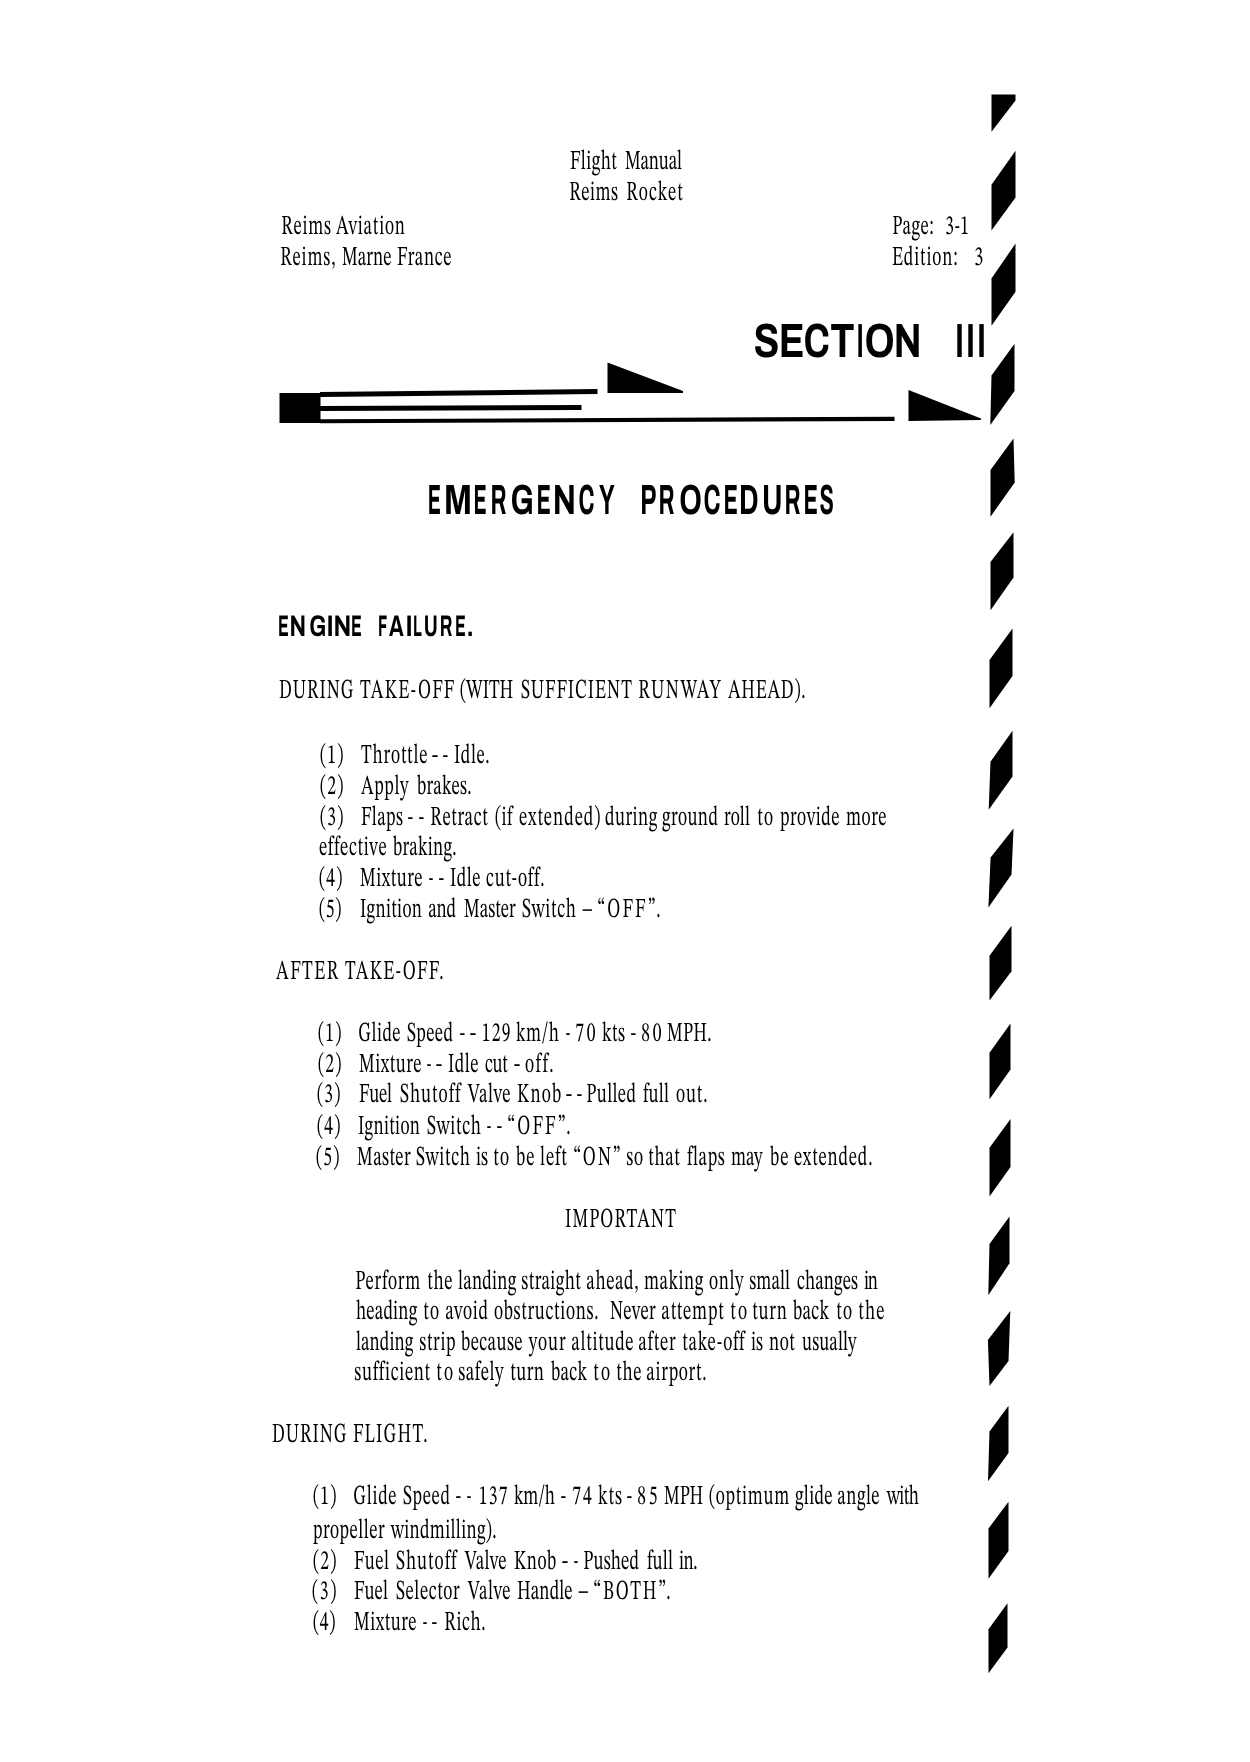 Flight Manual
Reims Rocket
Reims Aviation
Page: 3-1
Reims, Marne France
Edition: 3
SECTION III
EMERGENCY PROCEDURES
ENGINE FAILURE.
DURING TAKE-OFF (WITH SUFFICIENT RUNWAY AHEAD).
(1) Throttle - - Idle.
(2) Apply brakes.
(3) Flaps - - Retract (if extended) during ground roll to provide more
effective braking.
(4) Mixture - - Idle cut-off.
(5) Ignition and Master Switch – “OFF”.
AFTER TAKE-OFF.
(1) Glide Speed - - 129 km/h - 70 kts - 80 MPH.
(2) Mixture - - Idle cut - off.
(3) Fuel Shutoff Valve Knob - - Pulled full out.
(4) Ignition Switch - - “OFF”.
(5) Master Switch is to be left “ON” so that flaps may be extended.
IMPORTANT
Perform the landing straight ahead, making only small changes in
heading to avoid obstructions. Never attempt to turn back to the
landing strip because your altitude after take-off is not usually
sufficient to safely turn back to the airport.
DURING FLIGHT.
(1) Glide Speed - - 137 km/h - 74 kts - 85 MPH (optimum glide angle with
propeller windmilling).
(2) Fuel Shutoff Valve Knob - - Pushed full in.
(3) Fuel Selector Valve Handle – “BOTH”.
(4) Mixture - - Rich.